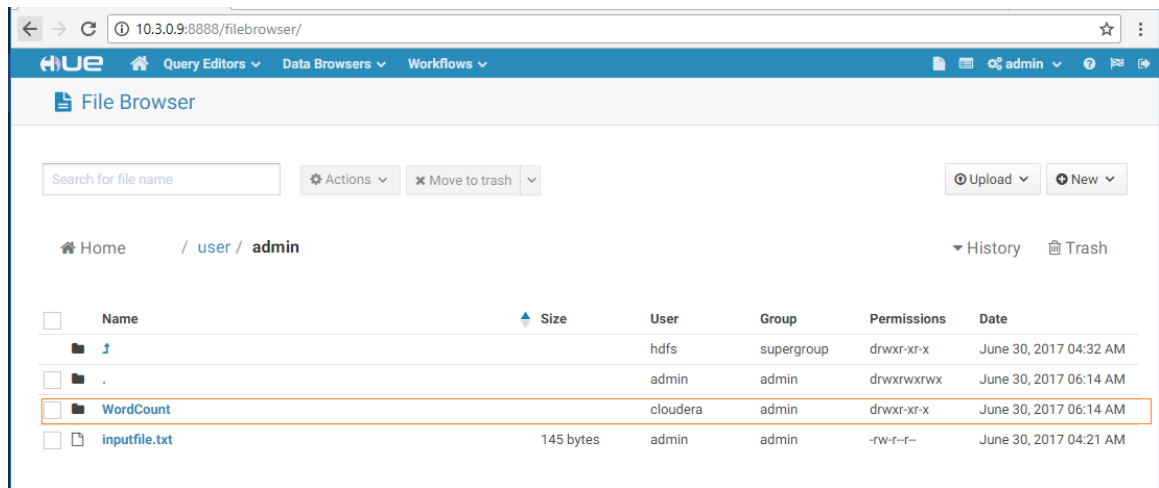 10.3.0.9:8888/filebrowser/
HUE Query Editors Data Browsers Workflows admin
File Browser
Search for file name Actions Move to trash Upload New
Home / user / admin History Trash
Name Size User Group Permissions Date
hdfs supergroup drwxr-xr-x June 30, 2017 04:32 AM
. admin admin drwxrwxrwx June 30, 2017 06:14 AM
WordCount cloudera admin drwxr-xr-x June 30, 2017 06:14 AM
inputfile.txt 145 bytes admin admin -rw-r--r-- June 30, 2017 04:21 AM